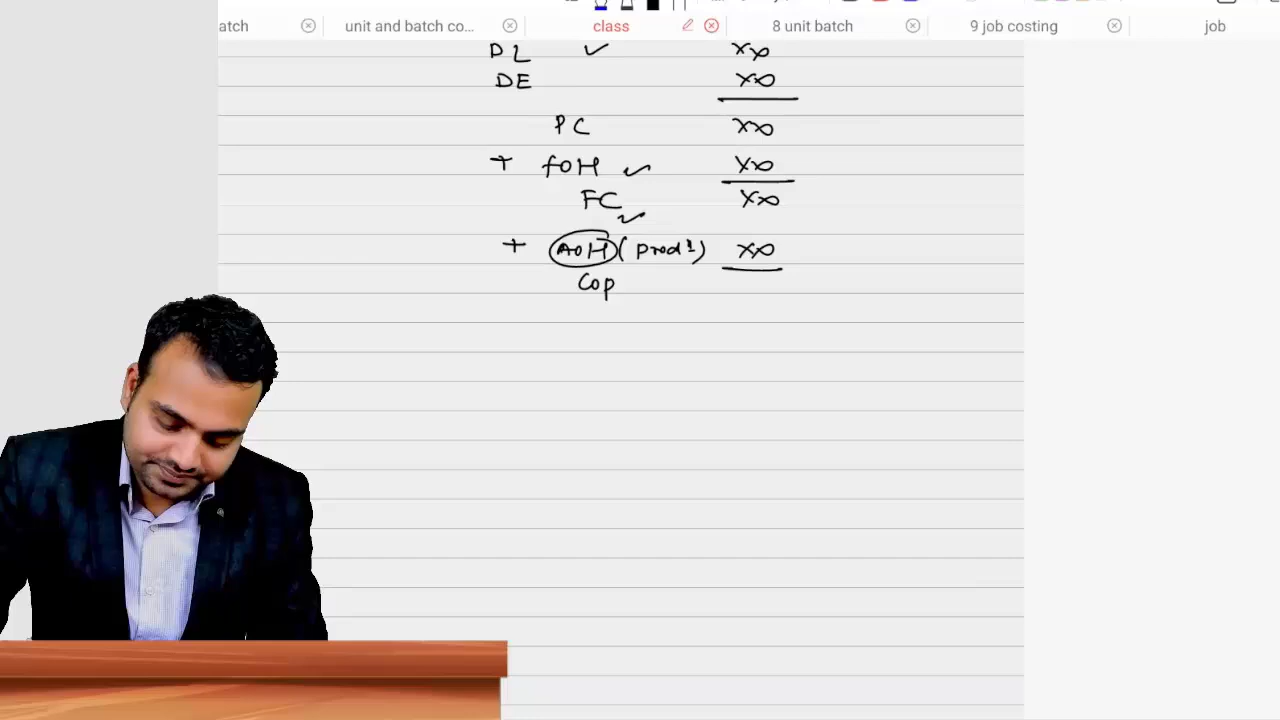 atch unit and batch co... class 8 unit batch 9 job costing job
DL ✓ xx
DE xx
PC xx
+ FOH ✓ xx
FC ✓ xx
+ AOH (prodn) xx
COP